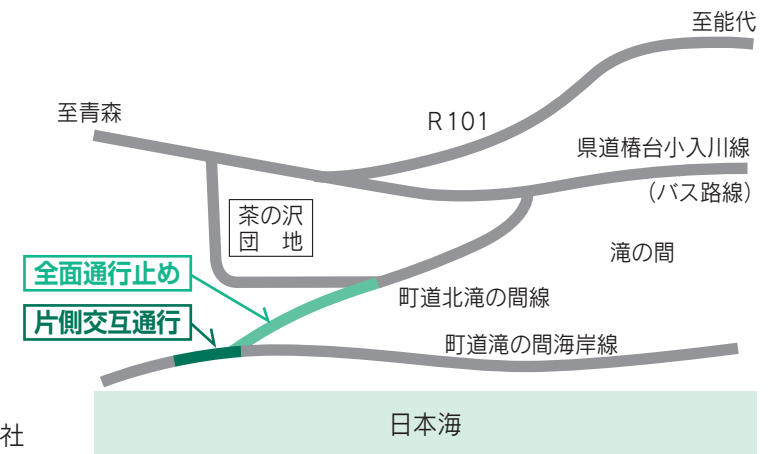 至能代
至青森
R101
県道椿台小入川線
(バス路線)
茶の沢
団 地
滝の間
全面通行止め
町道北滝の間線
片側交互通行
町道滝の間海岸線
日本海
社